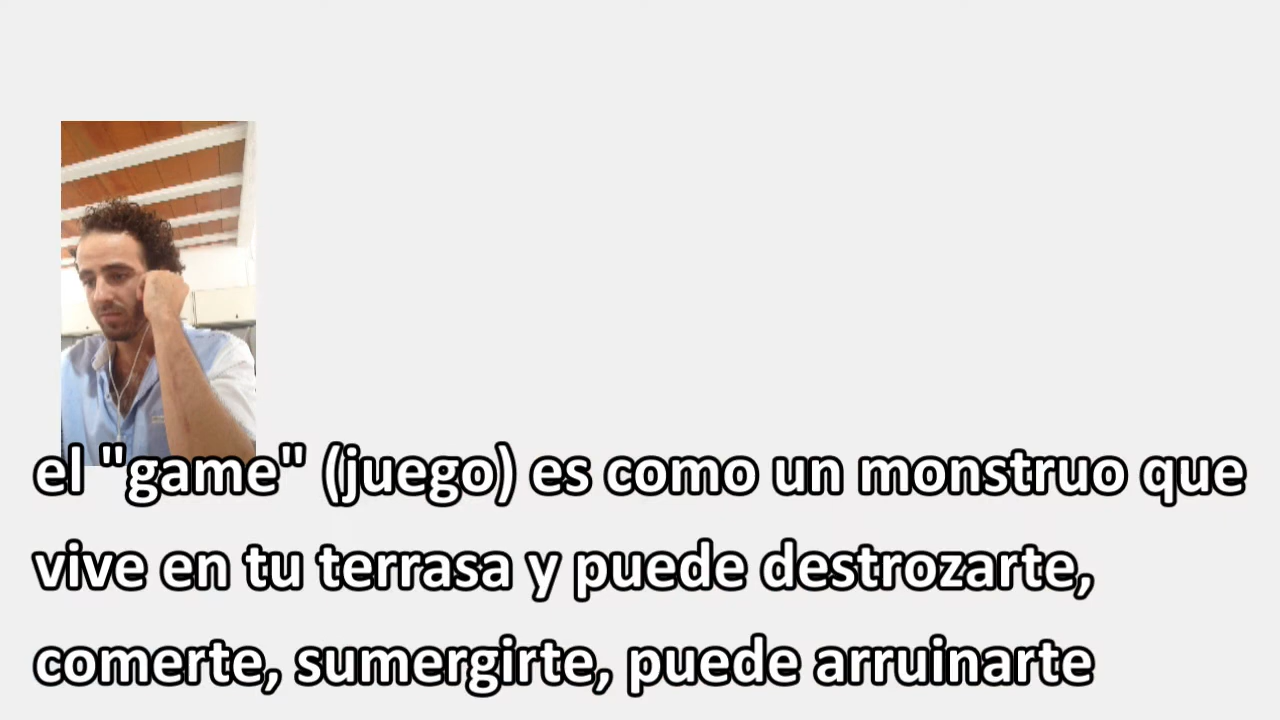 el "game" (juego) es como un monstruo que
vive en tu terrasa y puede destrozarte,
comerte, sumergirte, puede arruinarte